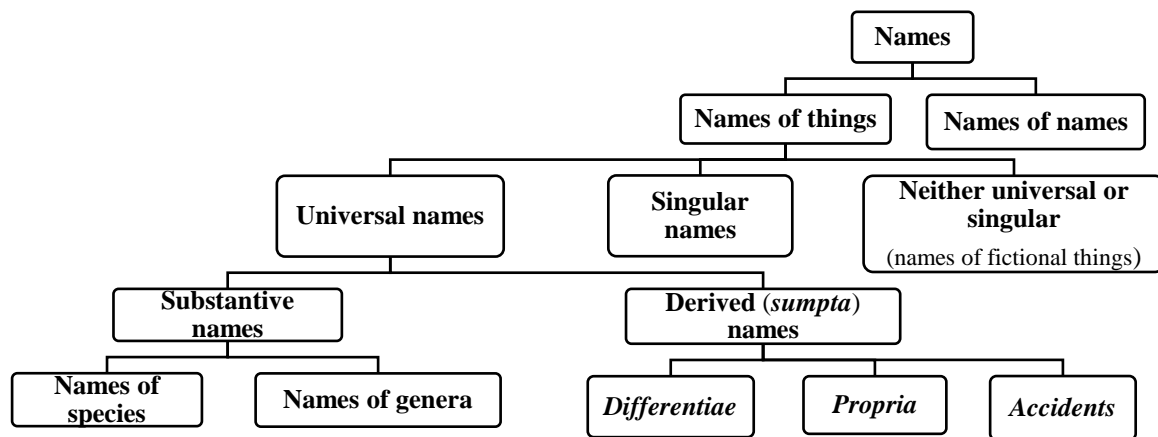 Names
Names of things
Names of names
Universal names
Singular
names
Neither universal or
singular
(names of fictional things)
Substantive
names
Derived (sumpta)
names
Names of
species
Names of genera
Differentiae
Propria
Accidents